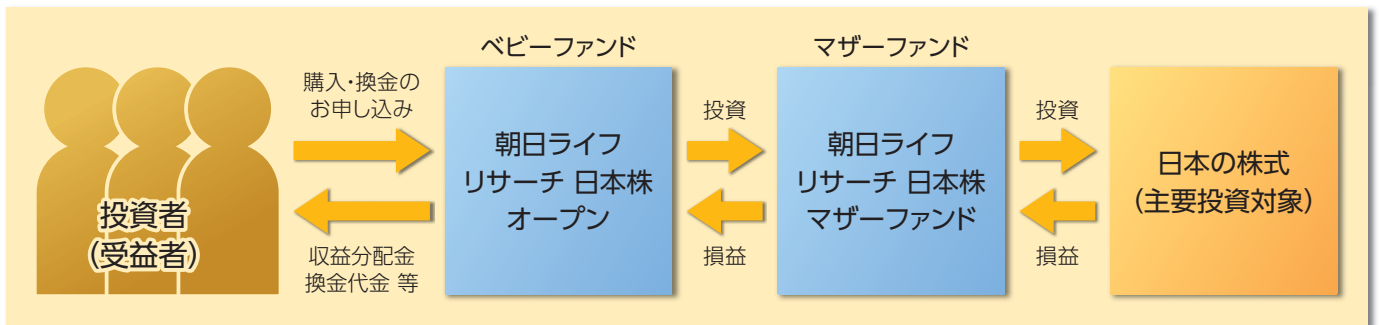 ベビーファンド
マザーファンド
購入・換金の
お申し込み
投資
投資
朝日ライフ
リサーチ 日本株
オープン
朝日ライフ
リサーチ 日本株
マザーファンド
日本の株式
(主要投資対象)
投資者
(受益者)
収益分配金
換金代金 等
損益
損益